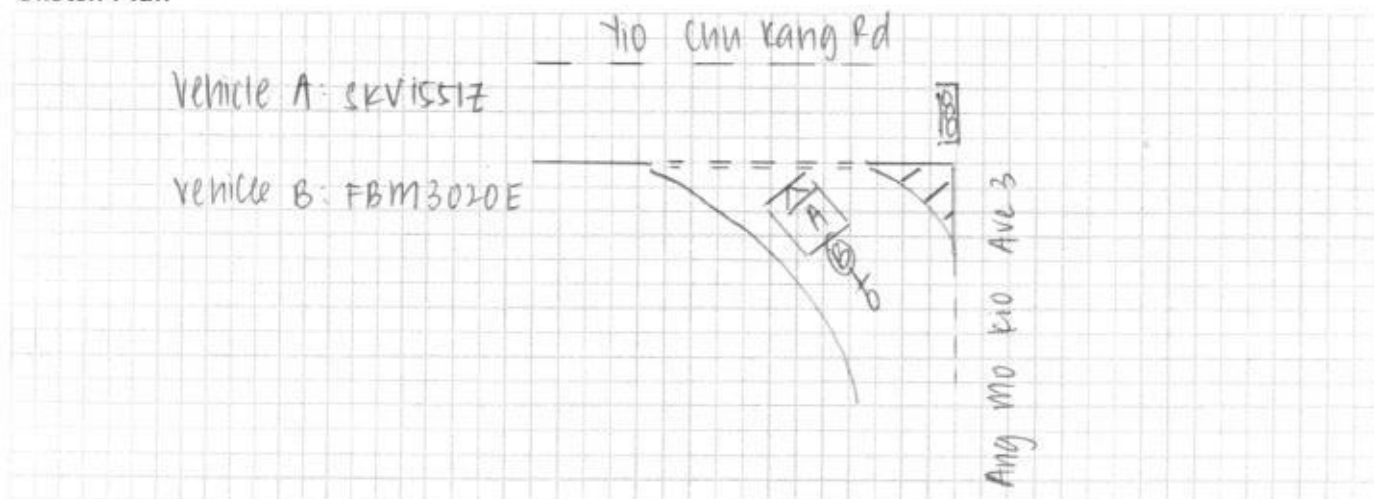 Yio Chu Kang Rd
Vehicle A: SKV1551Z
Vehicle B: FBM3020E
A
B
Ang Mo Kio Ave 3